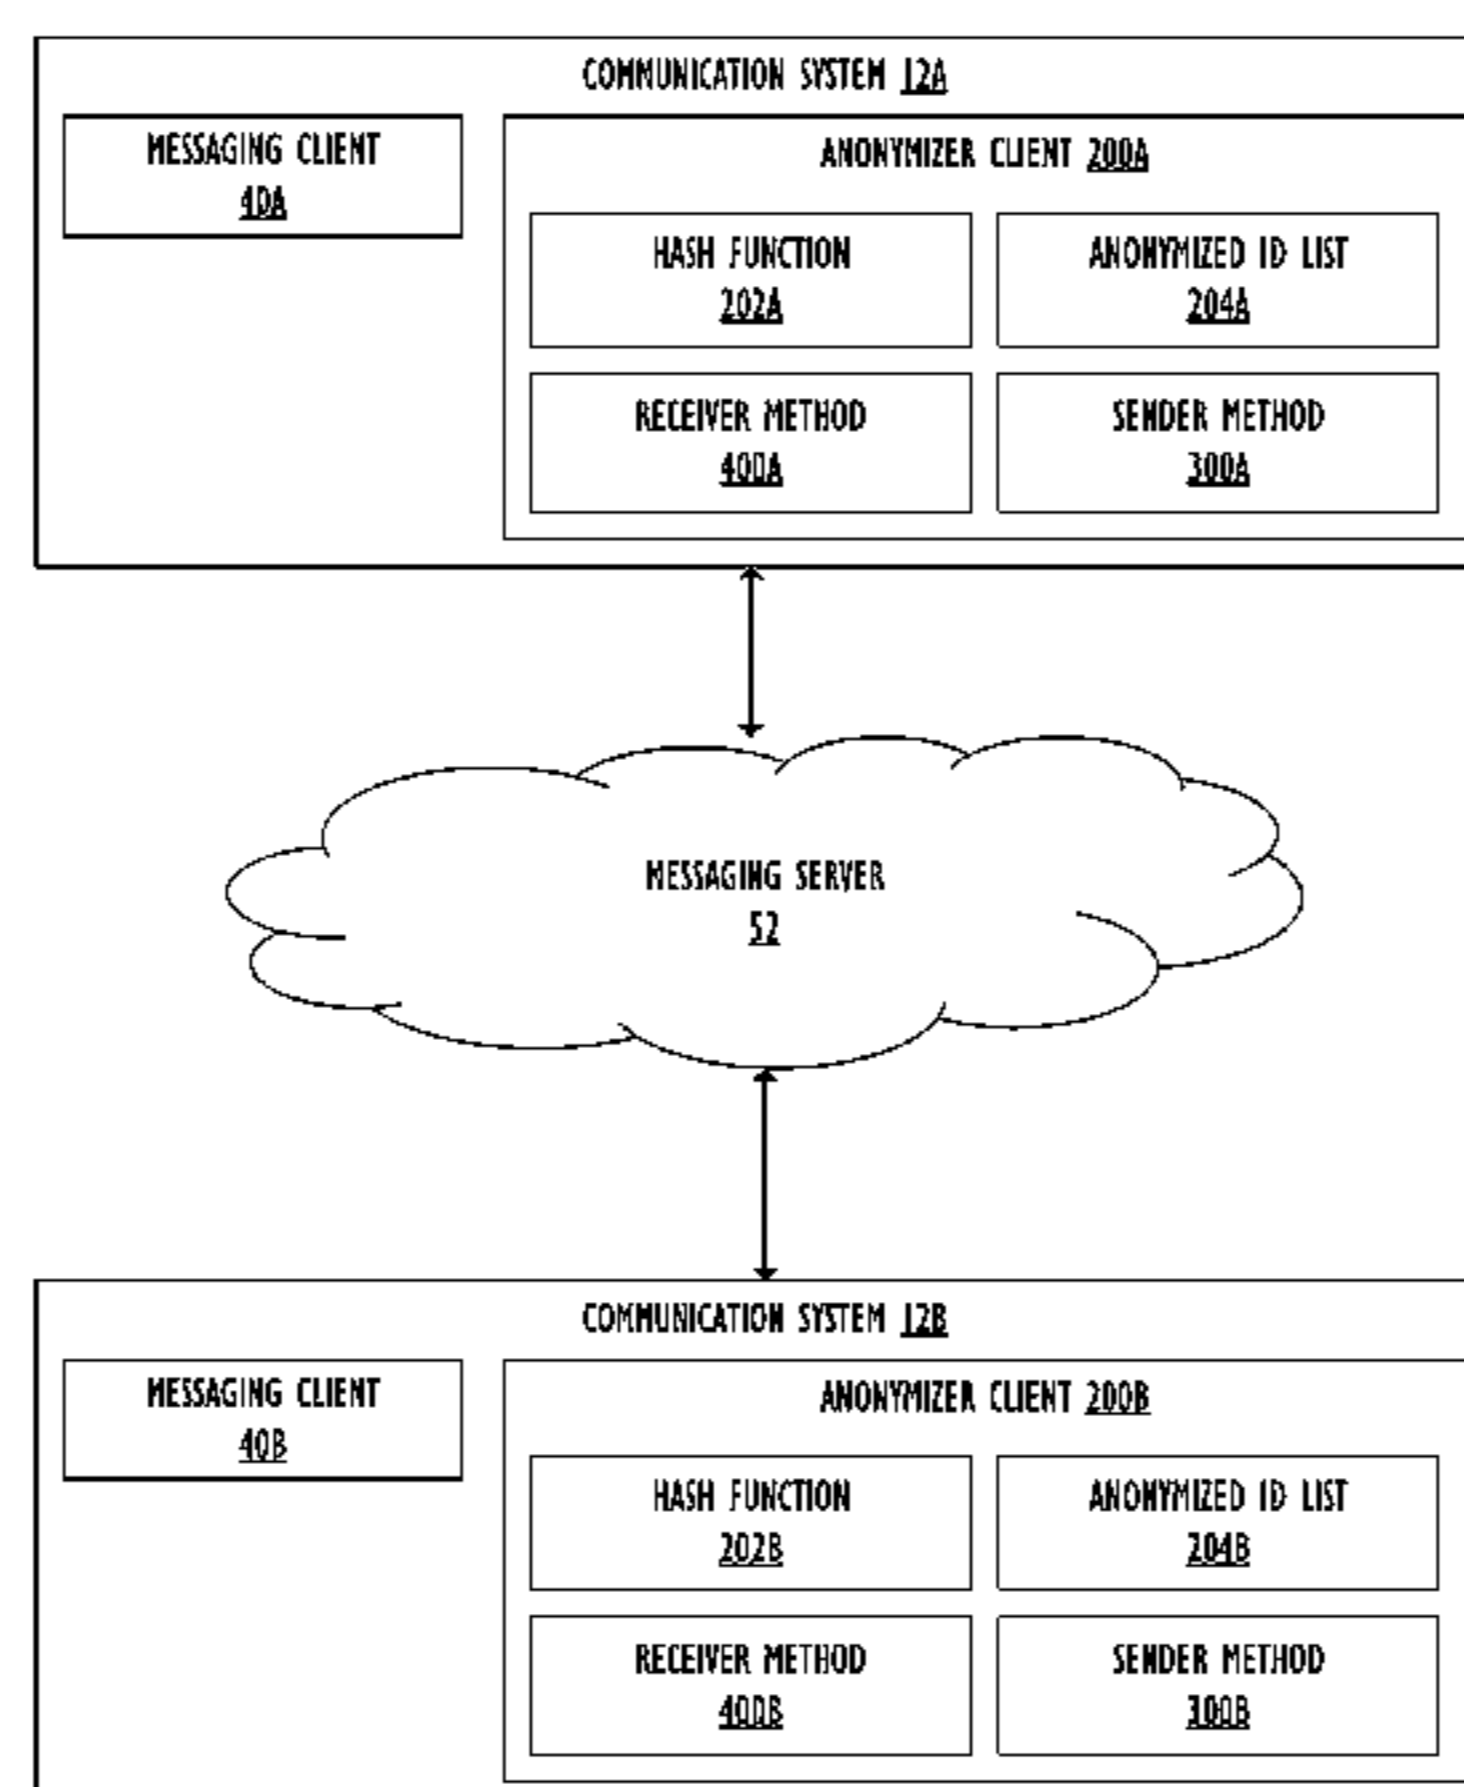 COMMUNICATION SYSTEM 12A
MESSAGING CLIENT
40A
ANONYMIZER CLIENT 200A
HASH FUNCTION
202A
ANONYMIZED ID LIST
204A
RECEIVER METHOD
400A
SENDER METHOD
300A
MESSAGING SERVER
52
COMMUNICATION SYSTEM 12B
MESSAGING CLIENT
40B
ANONYMIZER CLIENT 200B
HASH FUNCTION
202B
ANONYMIZED ID LIST
204B
RECEIVER METHOD
400B
SENDER METHOD
300B